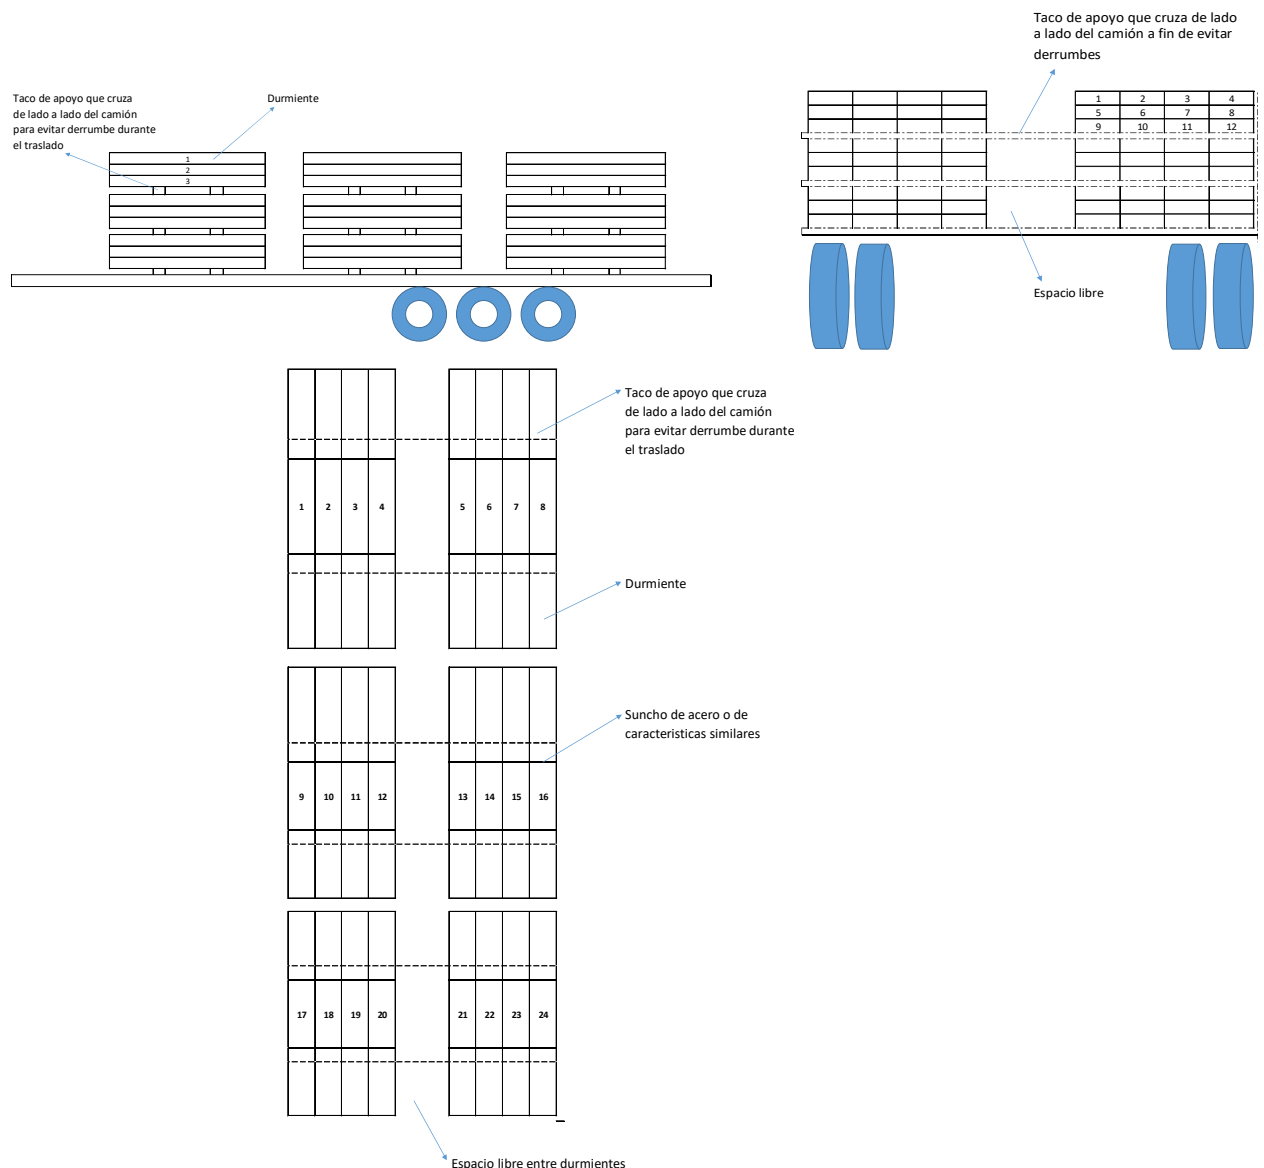 Taco de apoyo que cruza de lado
a lado del camión a fin de evitar
derrumbes
Taco de apoyo que cruza
de lado a lado del camión
para evitar derrumbe durante
el traslado
Durmiente
1
2
3
1 2 3 4
5 6 7 8
9 10 11 12
Espacio libre
Taco de apoyo que cruza
de lado a lado del camión
para evitar derrumbe durante
el traslado
1 2 3 4 5 6 7 8
Durmiente
Suncho de acero o de
caracteristicas similares
9 10 11 12 13 14 15 16
17 18 19 20 21 22 23 24
Espacio libre entre durmientes